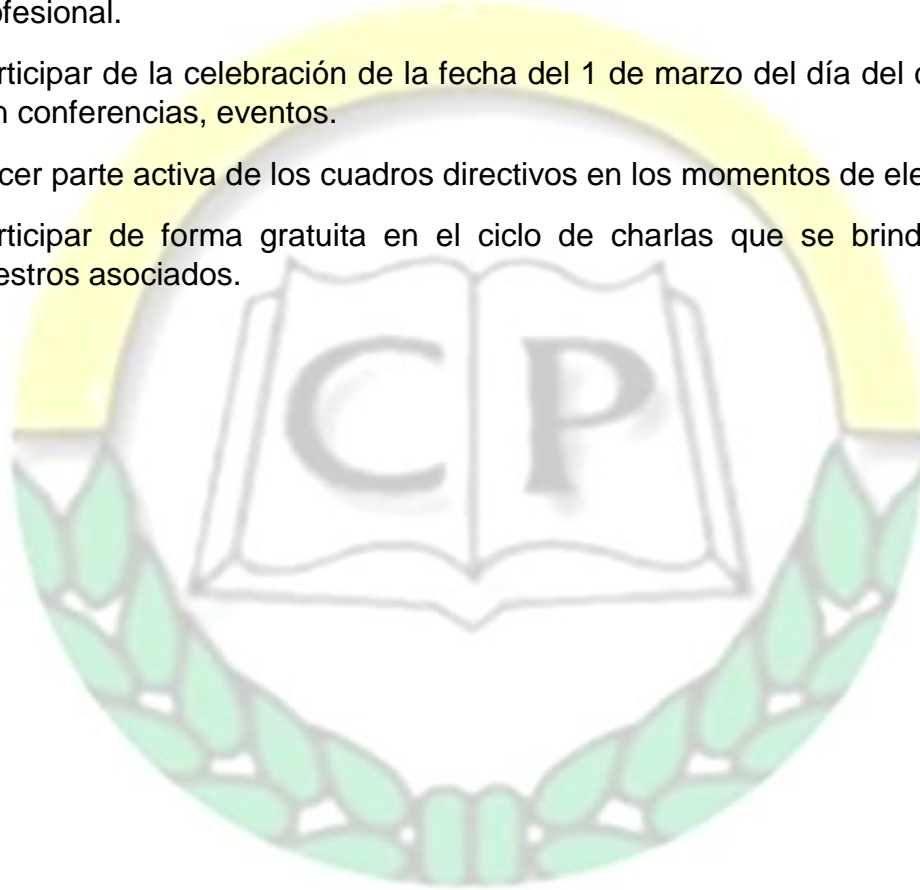 ofesional.
rticipar de la celebración de la fecha del 1 de marzo del día del
n conferencias, eventos.
cer parte activa de los cuadros directivos en los momentos de ele
rticipar de forma gratuita en el ciclo de charlas que se brind
estros asociados.
C P